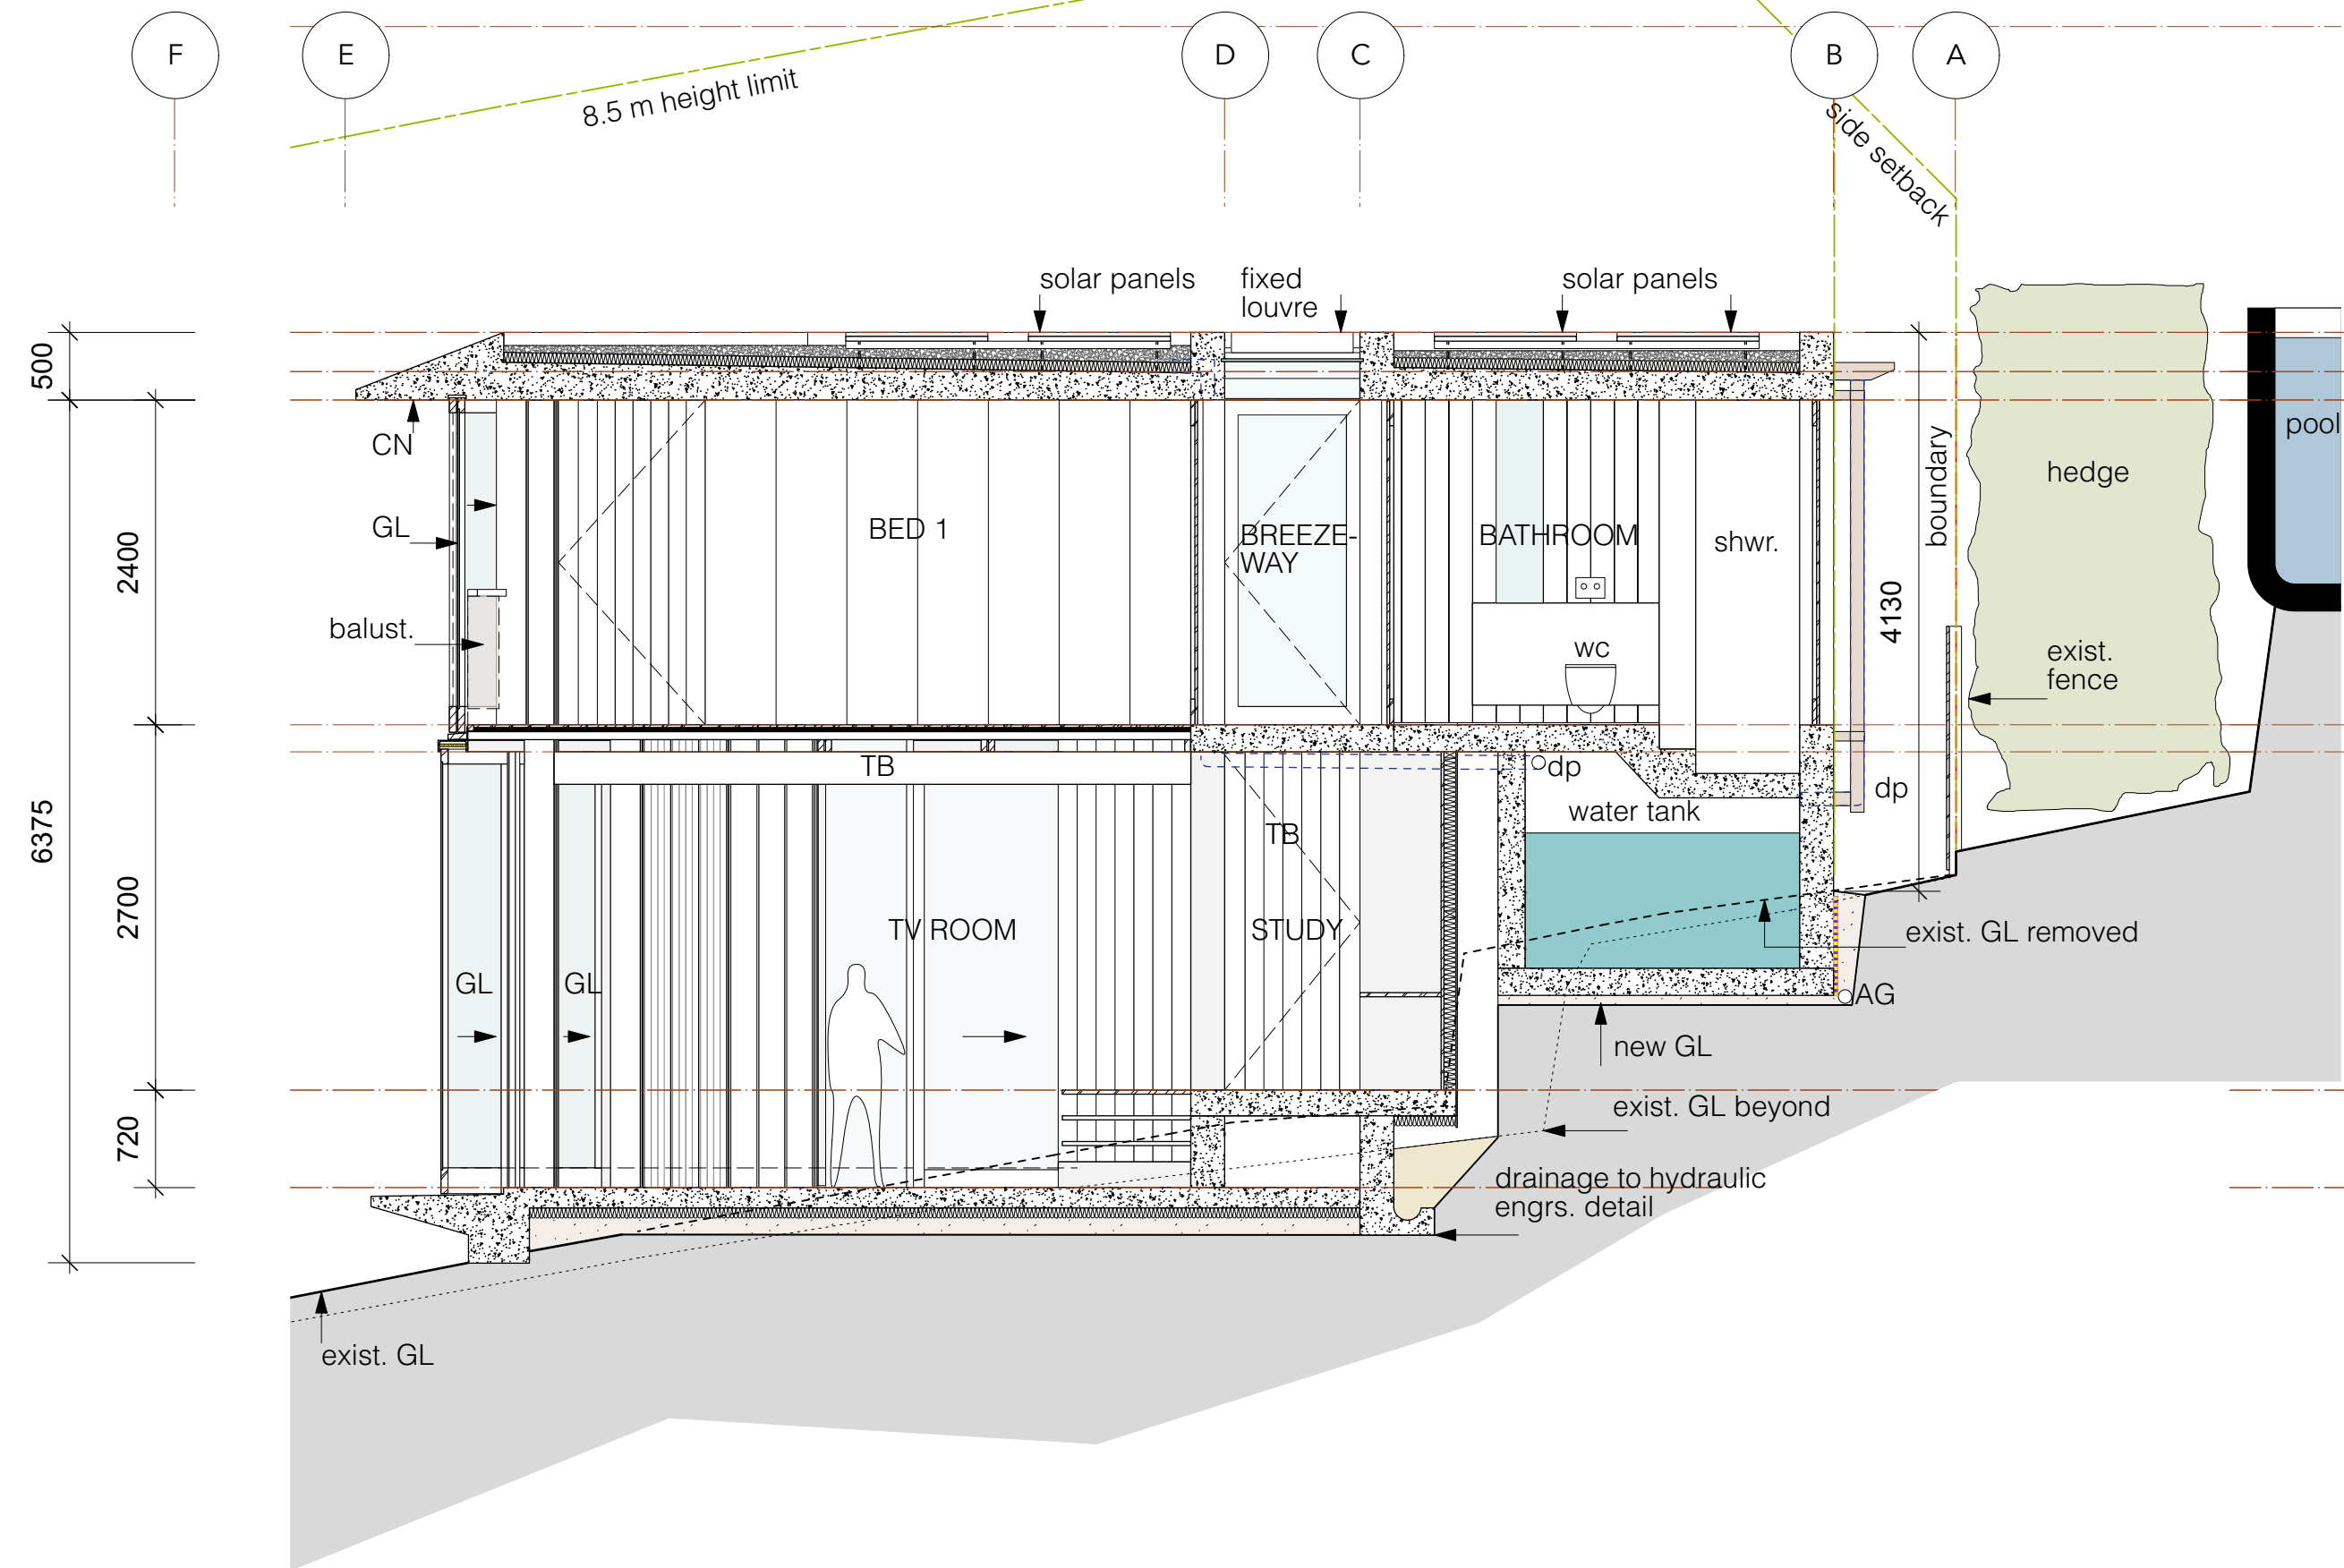 F
E
D
C
B
A
8.5 m height limit
side setback
solar panels
fixed
louvre
solar panels
500
CN
GL
balust.
2400
BED 1
BREEZE-
WAY
BATHROOM
shwr.
wc
boundary
4130
hedge
pool
exist.
fence
6375
TB
dp
water tank
dp
TB
2700
TV ROOM
STUDY
GL
GL
exist. GL removed
AG
new GL
exist. GL beyond
720
drainage to hydraulic
engrs. detail
exist. GL